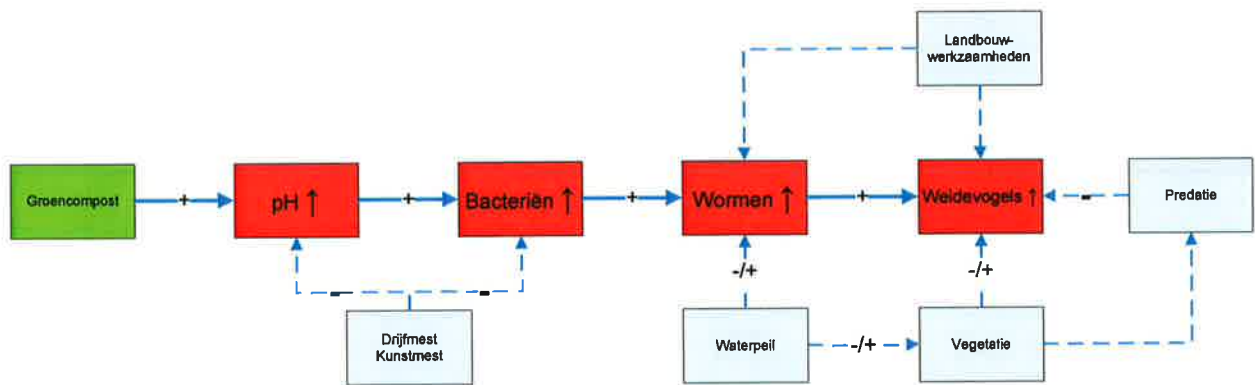 Landbouw-
werkzaamheden
Groencompost
+
pH ↑
+
Bacteriën ↑
+
Wormen ↑
+
Weidevogels ↑
-
Predatie
-/+
-/+
-
-
Drijfmest
Kunstmest
Waterpeil
-/+
Vegetatie